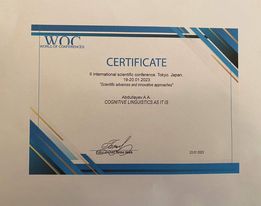 WOC
WORLD OF CONFERENCES
CERTIFICATE
II International scientific conference. Tokyo. Japan.
19-20.01.2023
"Scientific advances and innovative approaches"
Abdullayev A.A.
COGNITIVE LINGUISTICS AS IT IS